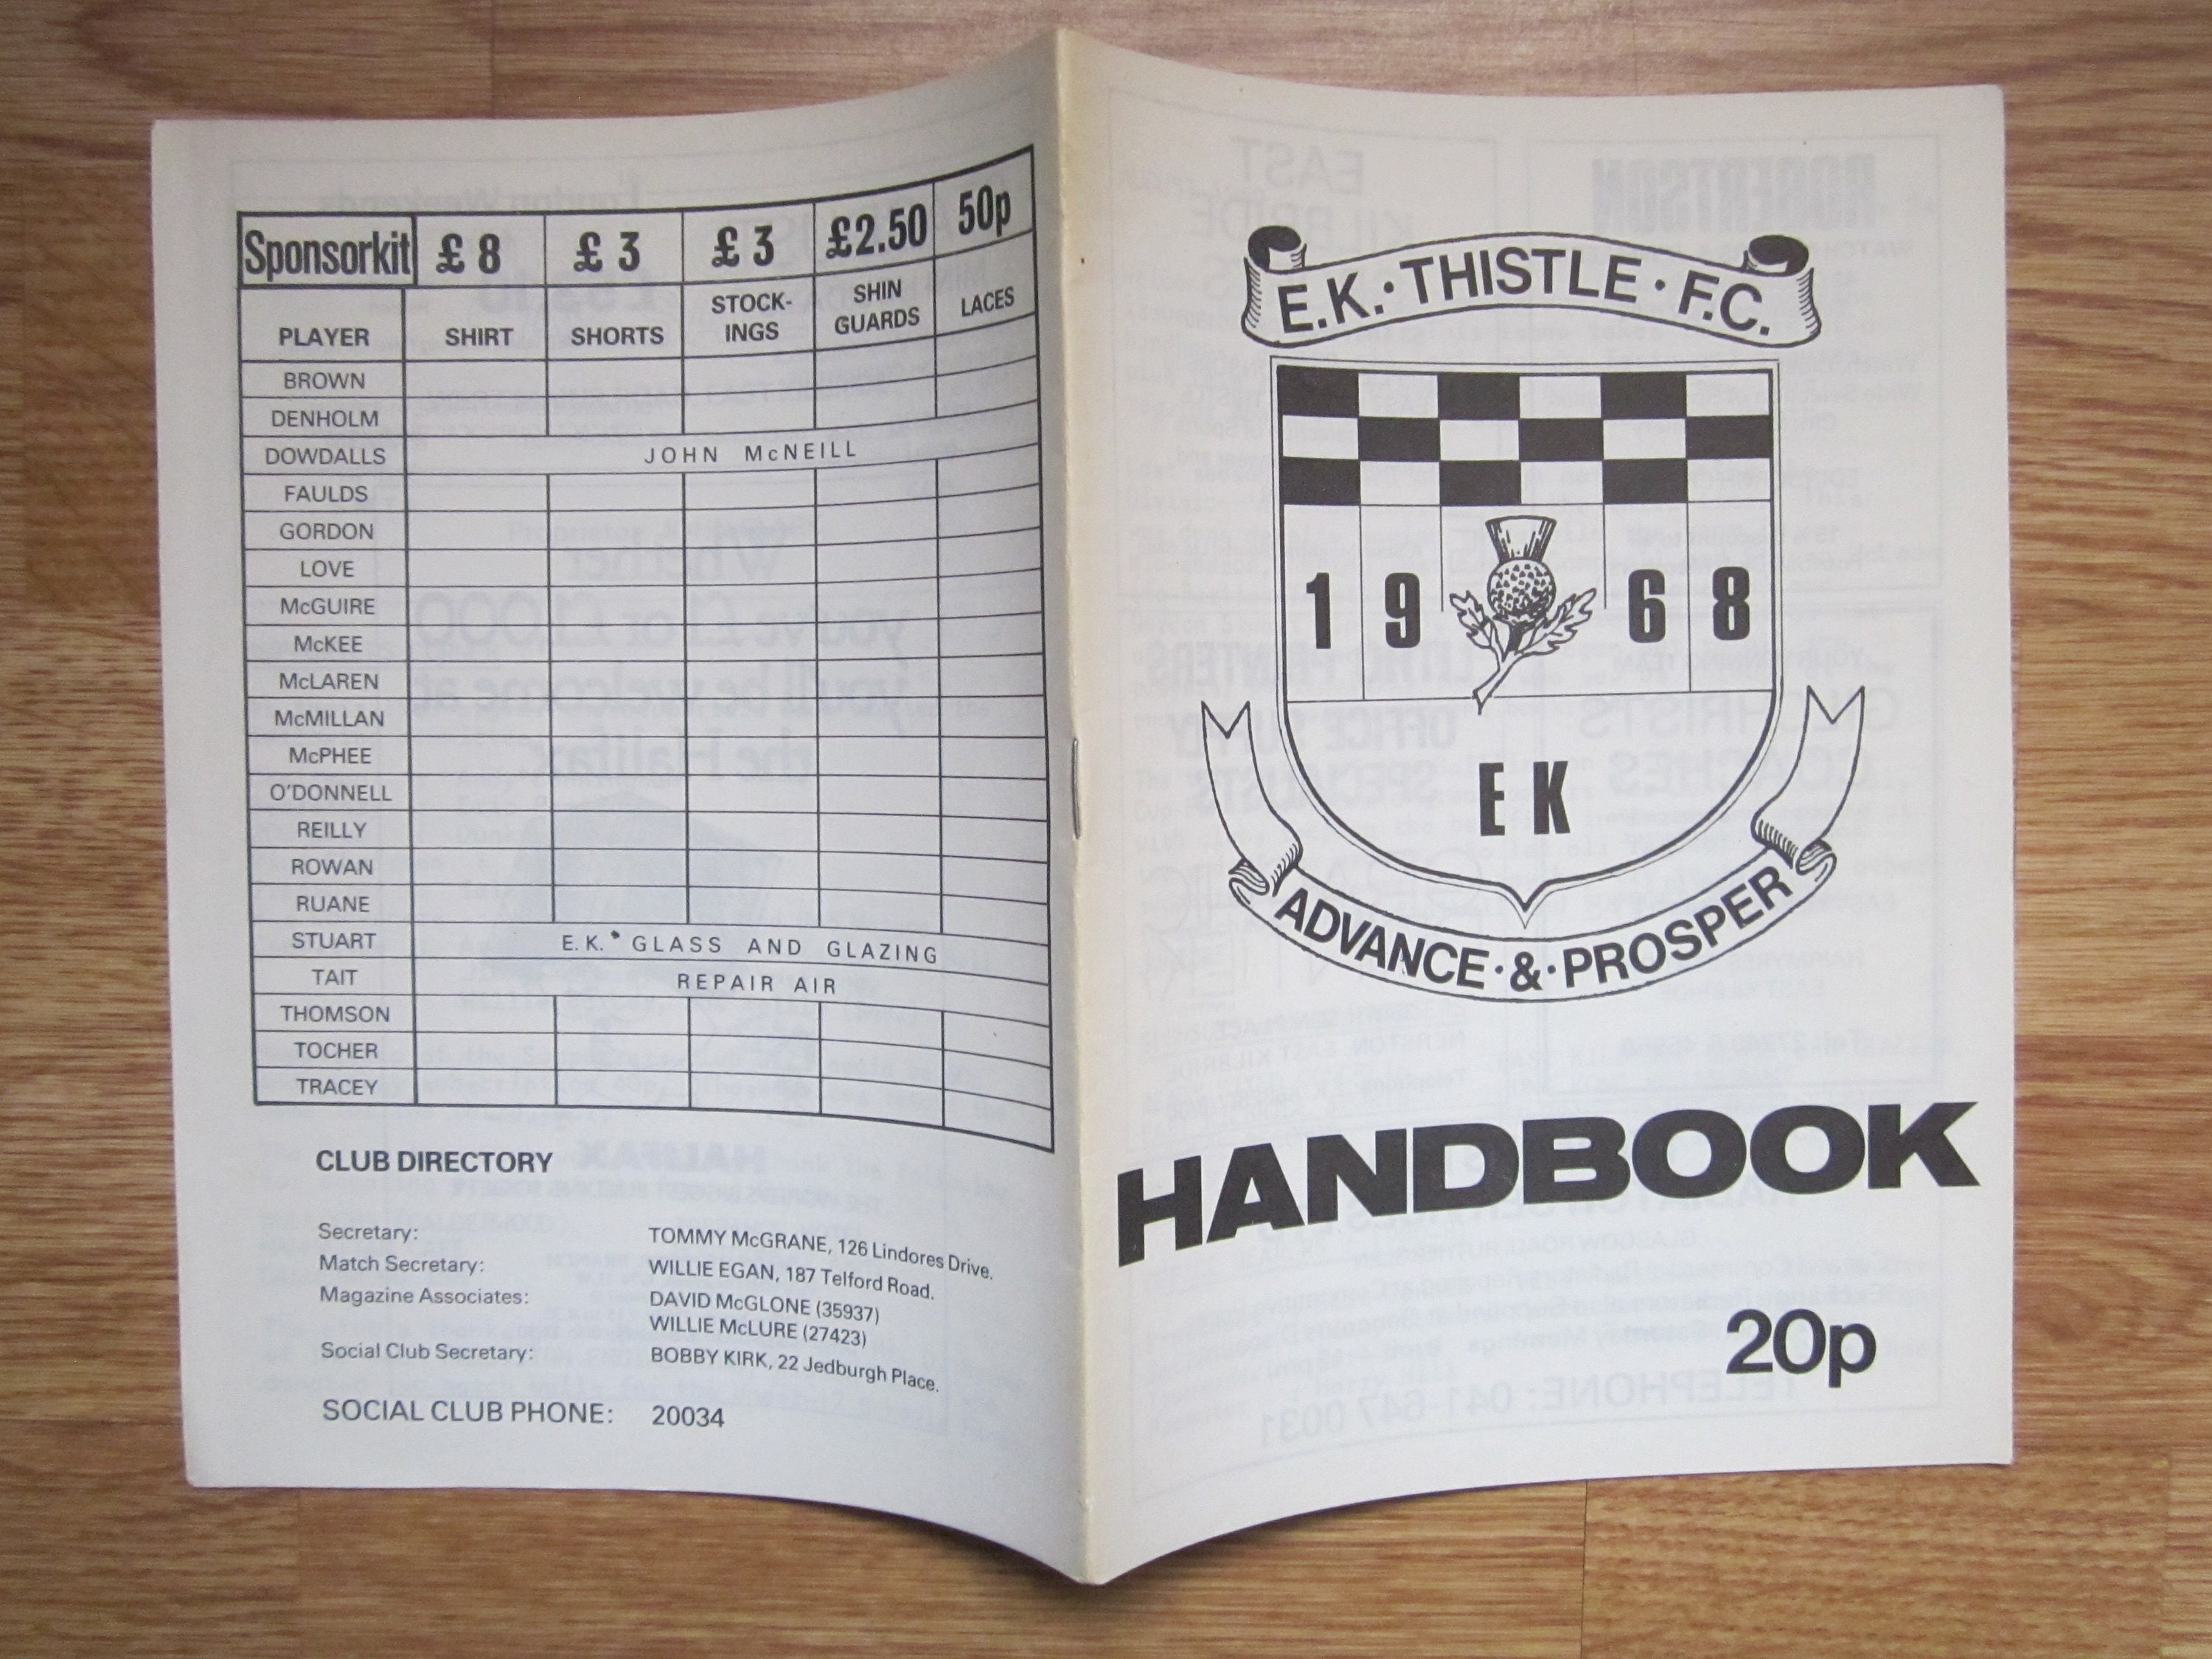 Sponsorkit £8 £3 £3 £2.50 50p
PLAYER SHIRT SHORTS STOCK-INGS SHIN GUARDS LACES
BROWN
DENHOLM
DOWDALLS JOHN McNEILL
FAULDS
GORDON
LOVE
McGUIRE
McKEE
McLAREN
McMILLAN
McPHEE
O'DONNELL
REILLY
ROWAN
RUANE
STUART E.K. GLASS AND GLAZING
TAIT REPAIR AIR
THOMSON
TOCHER
TRACEY
CLUB DIRECTORY
Secretary: TOMMY McGRANE, 126 Lindores Drive.
Match Secretary: WILLIE EGAN, 187 Telford Road.
Magazine Associates: DAVID McGLONE (35937)
WILLIE McLURE (27423)
Social Club Secretary: BOBBY KIRK, 22 Jedburgh Place.
SOCIAL CLUB PHONE: 20034
E.K.·THISTLE·F.C.
1968
EK
ADVANCE·&·PROSPER
HANDBOOK
20p